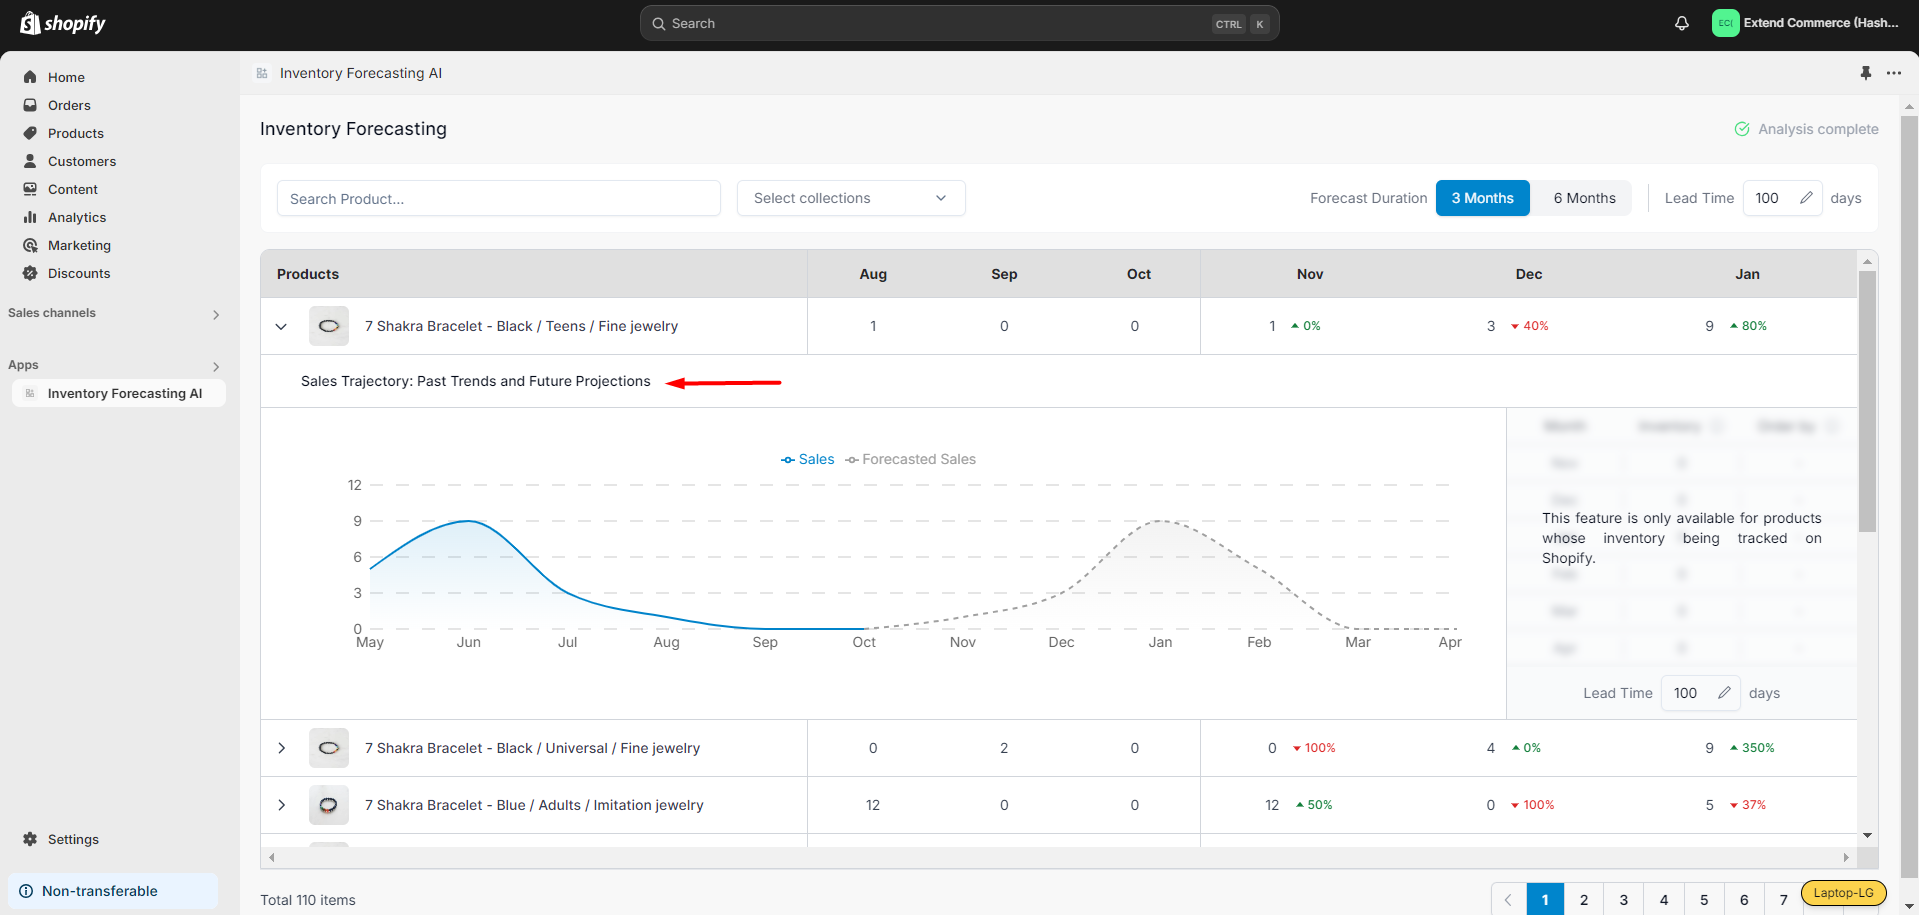 shopify
Search
CTRL K
EC(
Extend Commerce (Hash...
Home
Orders
Products
Customers
Content
Analytics
Marketing
Discounts
Sales channels
Apps
Inventory Forecasting AI
Settings
Non-transferable
Inventory Forecasting AI
Inventory Forecasting
Analysis complete
Search Product...
Select collections
Forecast Duration 3 Months 6 Months Lead Time 100 days
Products Aug Sep Oct Nov Dec Jan
7 Shakra Bracelet - Black / Teens / Fine jewelry 1 0 0 1 0% 3 40% 9 80%
Sales Trajectory: Past Trends and Future Projections
Sales Forecasted Sales
12
9
6
3
0
May Jun Jul Aug Sep Oct Nov Dec Jan Feb Mar Apr
Month Inventory Order by
This feature is only available for products
whose inventory being tracked on
Shopify.
Lead Time 100 days
7 Shakra Bracelet - Black / Universal / Fine jewelry 0 2 0 0 100% 4 0% 9 350%
7 Shakra Bracelet - Blue / Adults / Imitation jewelry 12 0 0 12 50% 0 100% 5 37%
Total 110 items
1 2 3 4 5 6 7
Laptop-LG